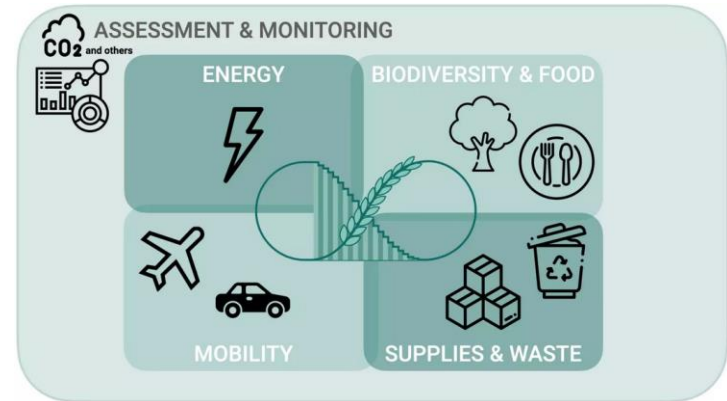 ASSESSMENT & MONITORING
CO2 and others
ENERGY
BIODIVERSITY & FOOD
MOBILITY
SUPPLIES & WASTE